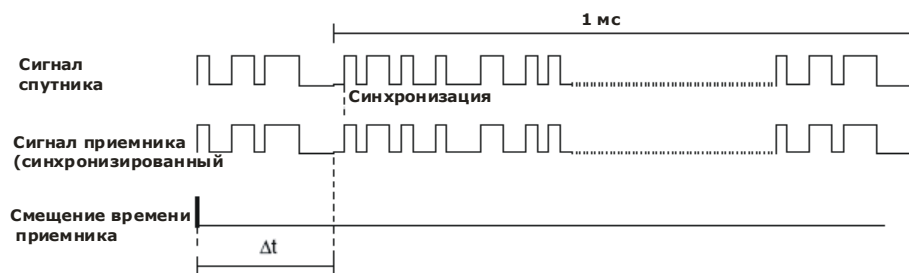 1 мс
Сигнал
спутника
Синхронизация
Сигнал приемника
(синхронизированный
Смещение времени
приемника
Δt